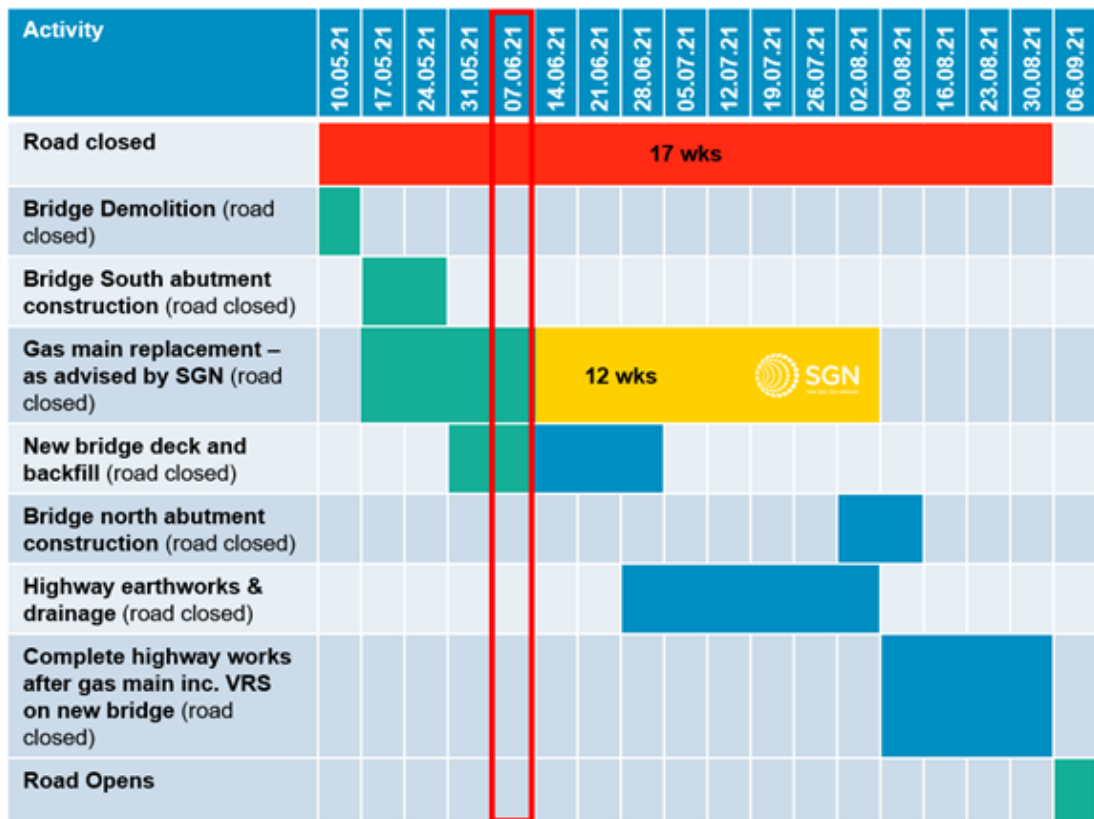 Activity
10.05.21
17.05.21
24.05.21
31.05.21
07.06.21
14.06.21
21.06.21
28.06.21
05.07.21
12.07.21
19.07.21
26.07.21
02.08.21
09.08.21
16.08.21
23.08.21
30.08.21
06.09.21
Road closed
17 wks
Bridge Demolition (road
closed)
Bridge South abutment
construction (road closed)
Gas main replacement –
as advised by SGN (road
closed)
12 wks
SGN
New bridge deck and
backfill (road closed)
Bridge north abutment
construction (road closed)
Highway earthworks &
drainage (road closed)
Complete highway works
after gas main inc. VRS
on new bridge (road
closed)
Road Opens